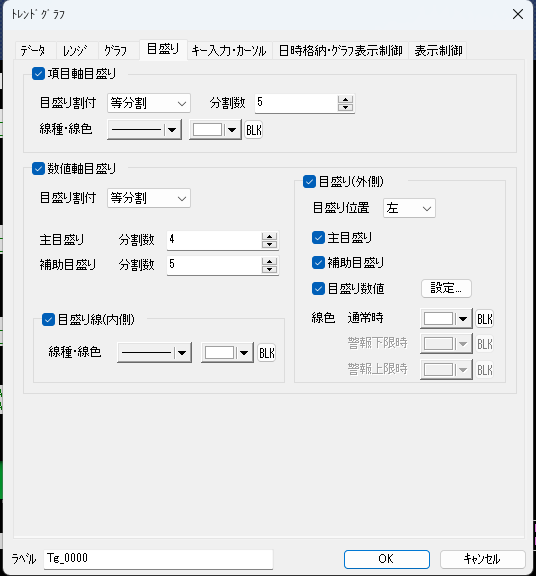 ﾄﾚﾝﾄﾞｸﾞﾗﾌ
ﾃﾞｰﾀ ﾚﾝｼﾞ ｸﾞﾗﾌ 目盛り キー入力･カーソル 日時格納･グラフ表示制御 表示制御
項目軸目盛り
目盛り割付 等分割 分割数 5
線種･線色 BLK
数値軸目盛り
目盛り割付 等分割
主目盛り 分割数 4
補助目盛り 分割数 5
目盛り線(内側)
線種･線色 BLK
目盛り(外側)
目盛り位置 左
主目盛り
補助目盛り
目盛り数値 設定...
線色 通常時 BLK
警報下限時 BLK
警報上限時 BLK
ﾗﾍﾞﾙ Tg_0000 OK ｷｬﾝｾﾙ